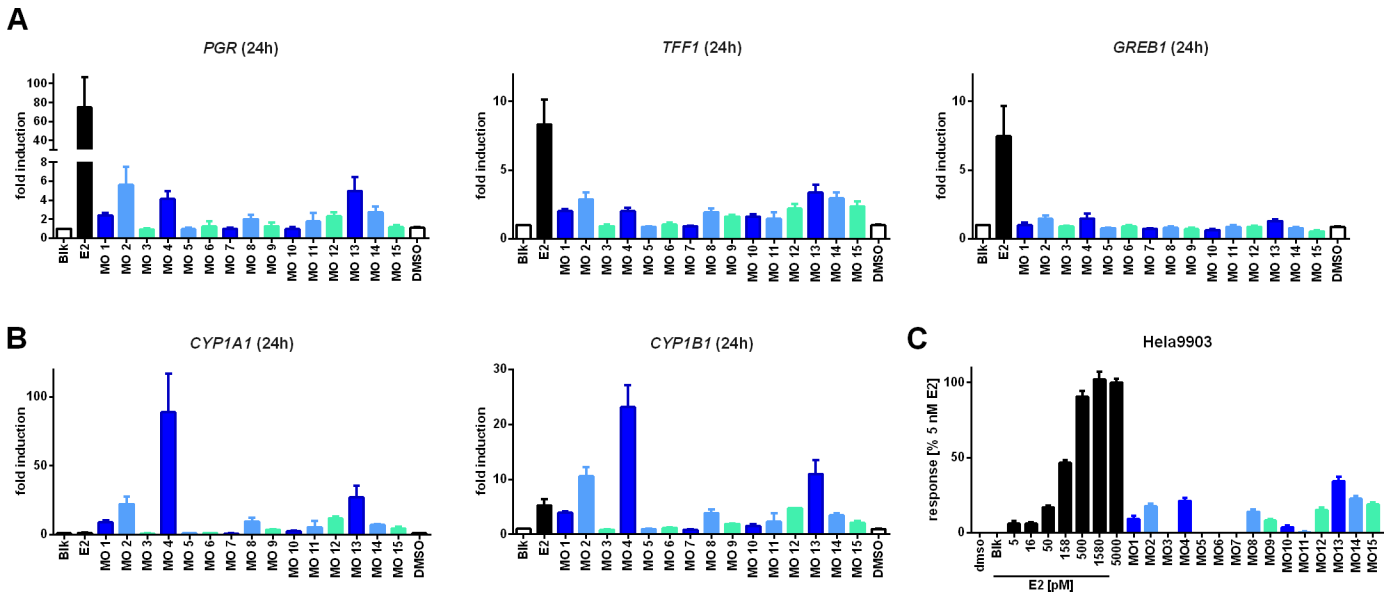 A
PGR (24h)
fold induction
100
80
60
40
8
6
4
2
0
Blk
E2
MO 1
MO 2
MO 3
MO 4
MO 5
MO 6
MO 7
MO 8
MO 9
MO 10
MO 11
MO 12
MO 13
MO 14
MO 15
DMSO
TFF1 (24h)
fold induction
10
5
0
Blk
E2
MO 1
MO 2
MO 3
MO 4
MO 5
MO 6
MO 7
MO 8
MO 9
MO 10
MO 11
MO 12
MO 13
MO 14
MO 15
DMSO
GREB1 (24h)
fold induction
10
5
0
Blk
E2
MO 1
MO 2
MO 3
MO 4
MO 5
MO 6
MO 7
MO 8
MO 9
MO 10
MO 11
MO 12
MO 13
MO 14
MO 15
DMSO
B
CYP1A1 (24h)
fold induction
100
50
0
Blk
E2
MO 1
MO 2
MO 3
MO 4
MO 5
MO 6
MO 7
MO 8
MO 9
MO 10
MO 11
MO 12
MO 13
MO 14
MO 15
DMSO
CYP1B1 (24h)
fold induction
30
20
10
0
Blk
E2
MO 1
MO 2
MO 3
MO 4
MO 5
MO 6
MO 7
MO 8
MO 9
MO 10
MO 11
MO 12
MO 13
MO 14
MO 15
DMSO
C
Hela9903
response [% 5 nM E2]
100
50
0
dmso
Blk
5
16
50
158
500
1580
5000
MO1
MO2
MO3
MO4
MO5
MO6
MO7
MO8
MO9
MO10
MO11
MO12
MO13
MO14
MO15
E2 [pM]